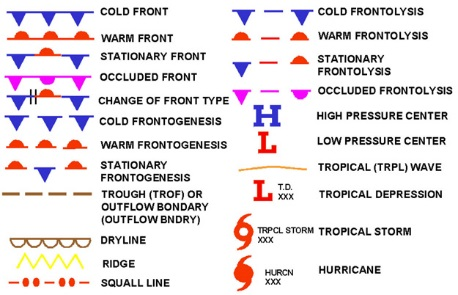 COLD FRONT
WARM FRONT
STATIONARY FRONT
OCCLUDED FRONT
CHANGE OF FRONT TYPE
COLD FRONTOGENESIS
WARM FRONTOGENESIS
STATIONARY
FRONTOGENESIS
TROUGH (TROF) OR
OUTFLOW BONDARY
(OUTFLOW BNDRY)
DRYLINE
RIDGE
SQUALL LINE
COLD FRONTOLYSIS
WARM FRONTOLYSIS
STATIONARY
FRONTOLYSIS
OCCLUDED FRONTOLYSIS
H HIGH PRESSURE CENTER
L LOW PRESSURE CENTER
TROPICAL (TRPL) WAVE
L T.D.
XXX TROPICAL DEPRESSION
TRPCL STORM
XXX TROPICAL STORM
HURCN
XXX HURRICANE